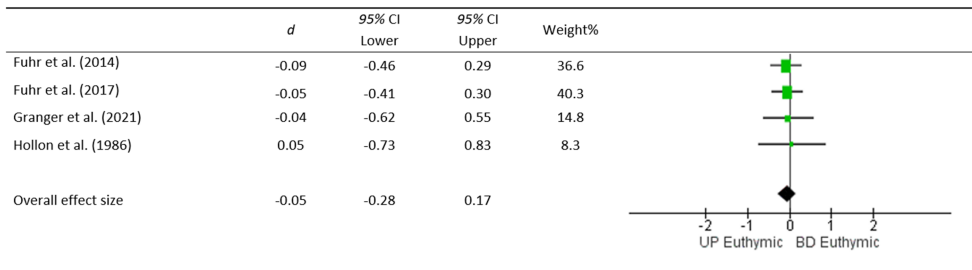 d 95% CI Lower 95% CI Upper Weight%
Fuhr et al. (2014) -0.09 -0.46 0.29 36.6
Fuhr et al. (2017) -0.05 -0.41 0.30 40.3
Granger et al. (2021) -0.04 -0.62 0.55 14.8
Hollon et al. (1986) 0.05 -0.73 0.83 8.3
Overall effect size -0.05 -0.28 0.17
-2 -1 0 1 2
UP Euthymic BD Euthymic